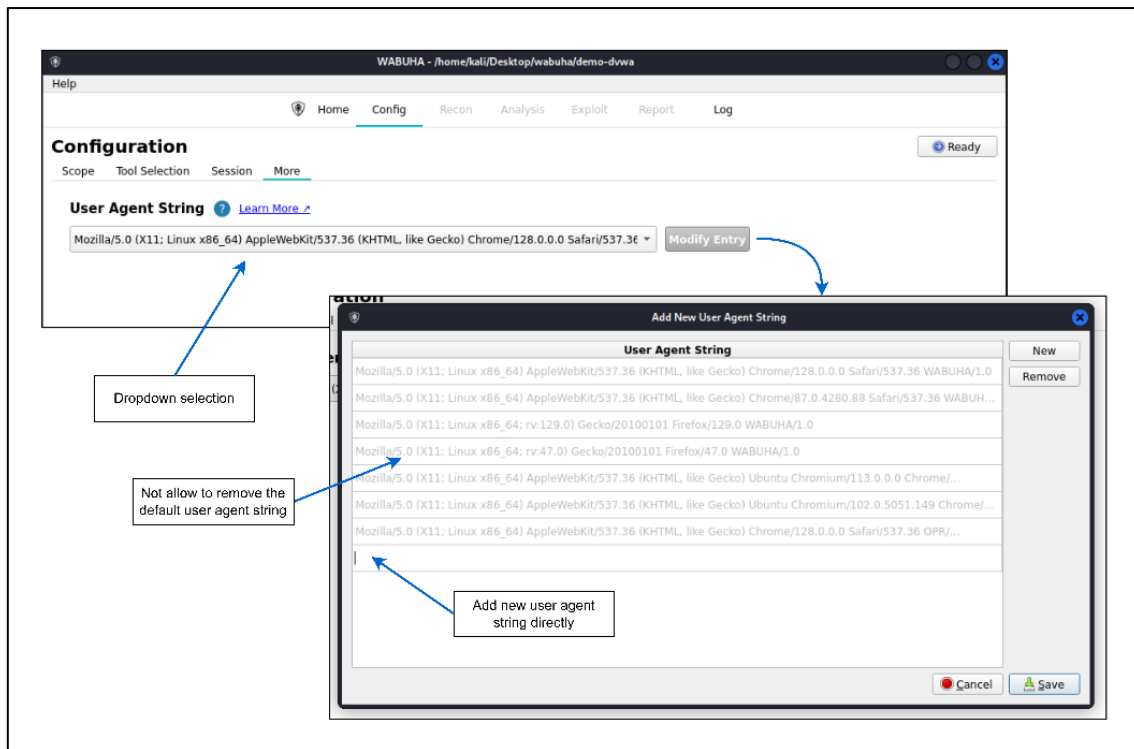 WABUHA - /home/kali/Desktop/wabuha/demo-dvwa
Help
Home Config Recon Analysis Exploit Report Log
Configuration
Ready
Scope Tool Selection Session More
User Agent String ? Learn More ↗
Mozilla/5.0 (X11; Linux x86_64) AppleWebKit/537.36 (KHTML, like Gecko) Chrome/128.0.0.0 Safari/537.36
Modify Entry
ation
Add New User Agent String
User Agent String
New
Mozilla/5.0 (X11; Linux x86_64) AppleWebKit/537.36 (KHTML, like Gecko) Chrome/128.0.0.0 Safari/537.36 WABUHA/1.0
Remove
Mozilla/5.0 (X11; Linux x86_64) AppleWebKit/537.36 (KHTML, like Gecko) Chrome/87.0.4280.88 Safari/537.36 WABUH...
Mozilla/5.0 (X11; Linux x86_64; rv:129.0) Gecko/20100101 Firefox/129.0 WABUHA/1.0
Mozilla/5.0 (X11; Linux x86_64; rv:47.0) Gecko/20100101 Firefox/47.0 WABUHA/1.0
Mozilla/5.0 (X11; Linux x86_64) AppleWebKit/537.36 (KHTML, like Gecko) Ubuntu Chromium/113.0.0.0 Chrome/...
Mozilla/5.0 (X11; Linux x86_64) AppleWebKit/537.36 (KHTML, like Gecko) Ubuntu Chromium/102.0.5051.149 Chrome/...
Mozilla/5.0 (X11; Linux x86_64) AppleWebKit/537.36 (KHTML, like Gecko) Chrome/128.0.0.0 Safari/537.36 OPR/...
Dropdown selection
Not allow to remove the
default user agent string
Add new user agent
string directly
Cancel
Save